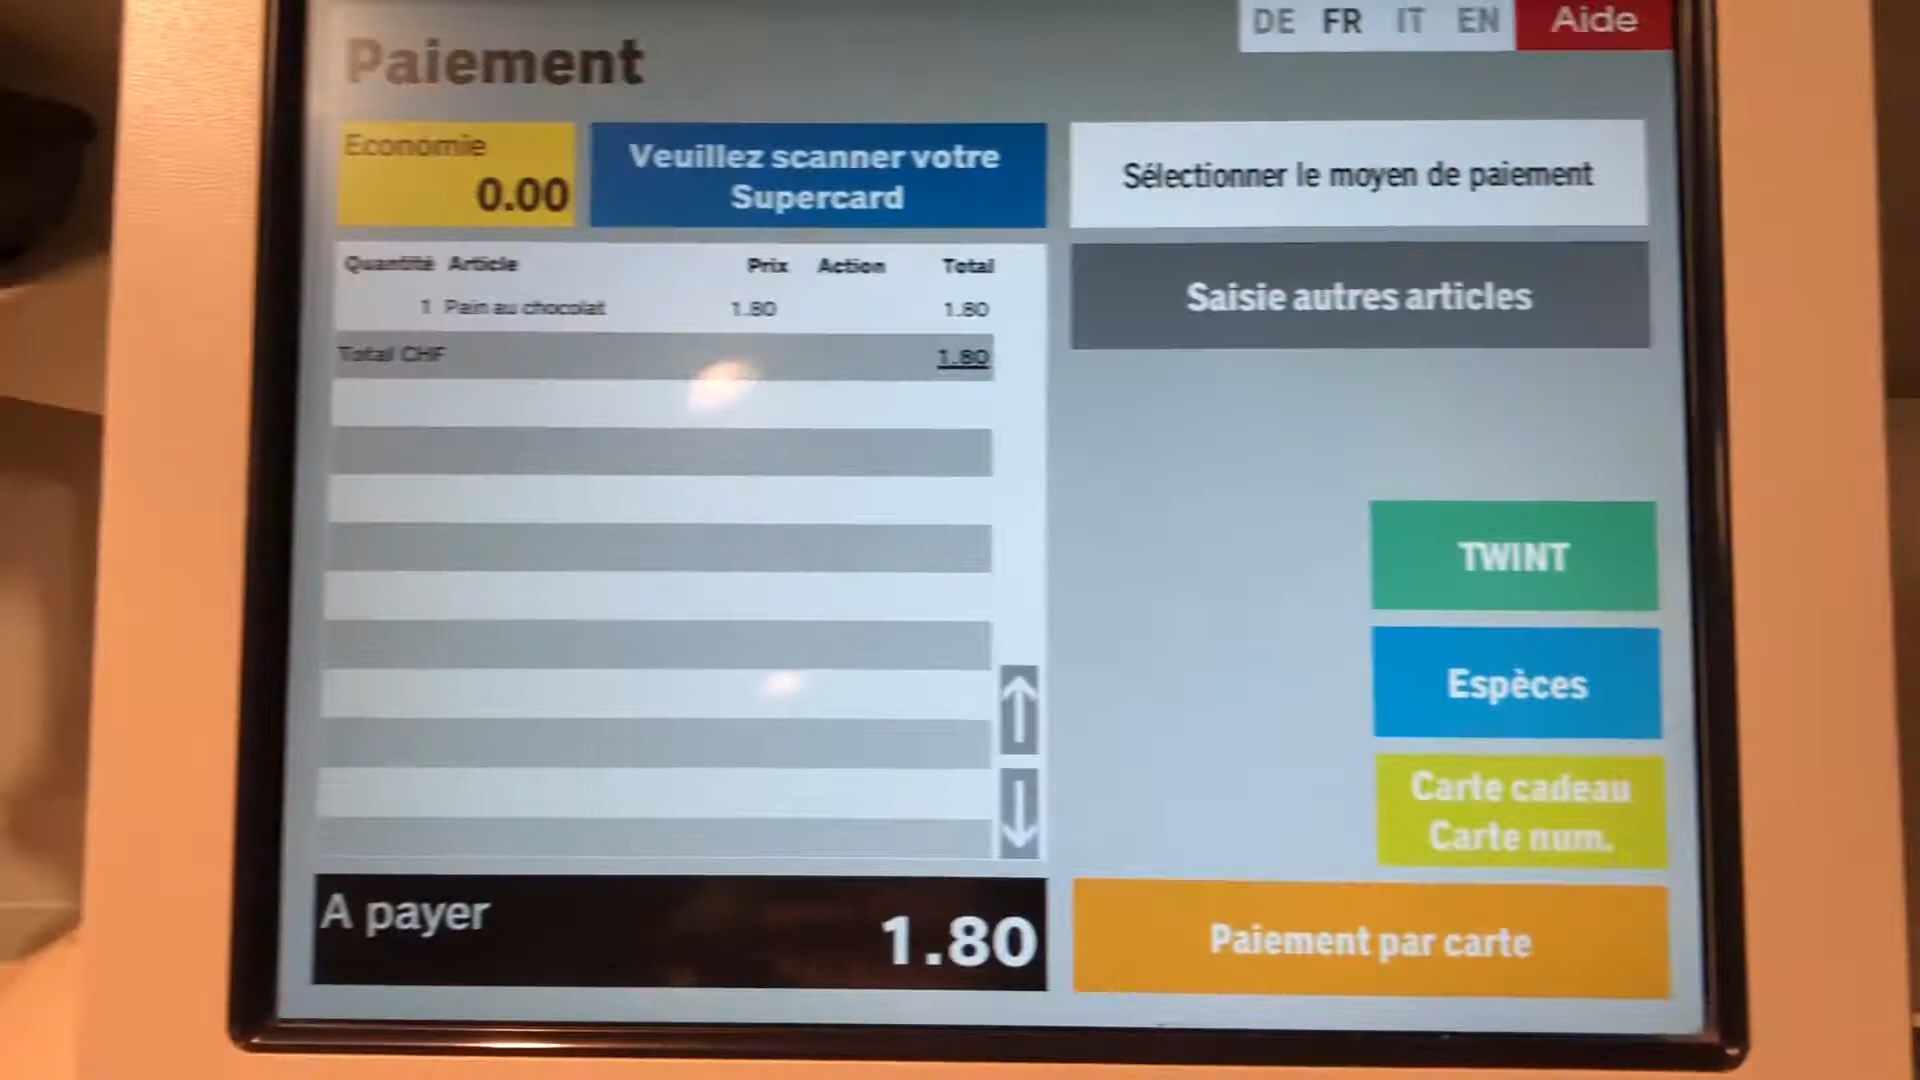 DE FR IT EN Aide
Paiement
Economie
0.00
Veuillez scanner votre
Supercard
Sélectionner le moyen de paiement
Quantité Article Prix Action Total
1 Pain au chocolat 1.80 1.80
Total CHF 1.80
Saisie autres articles
TWINT
Espèces
Carte cadeau
Carte num.
A payer 1.80
Paiement par carte